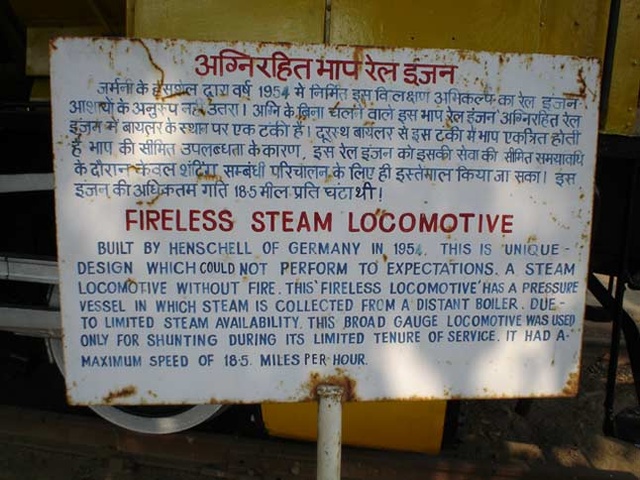 अग्निरहित भाप रेल इंजन
जर्मनी के हेसशेल द्वारा वर्ष 1954 में निर्मित इस विलक्षण अभिकल्प का रेल इंजन
आशाओं के अनुरूप नहीं उतरा। अग्नि के बिना चलने वाले इस भाप रेल इंजन अग्निरहित रेल
इंजन में बायलर के स्थान पर एक टंकी है। दूरस्थ बायलर से इस टंकी में भाप एकत्रित होती
है भाप की सीमित उपलब्धता के कारण, इस रेल इंजन को इसकी सेवा की सीमित समयावधि
के दौरान केवल शंटिंग सम्बंधी परिचालन के लिए ही इस्तेमाल किया जा सका। इस
इंजन की अधिकतम गति 18·5 मील प्रति घंटा थी!
FIRELESS STEAM LOCOMOTIVE
BUILT BY HENSCHELL OF GERMANY IN 1954, THIS IS 'UNIQUE-
DESIGN WHICH COULD NOT PERFORM TO EXPECTATIONS. A STEAM
LOCOMOTIVE WITHOUT FIRE. THIS 'FIRELESS LOCOMOTIVE' HAS A PRESSURE
VESSEL IN WHICH STEAM IS COLLECTED FROM A DISTANT BOILER. DUE-
TO LIMITED STEAM AVAILABILITY. THIS BROAD GAUGE LOCOMOTIVE WAS USED
ONLY FOR SHUNTING DURING ITS LIMITED TENURE OF SERVICE. IT HAD A-
MAXIMUM SPEED OF 18·5. MILES PER HOUR.